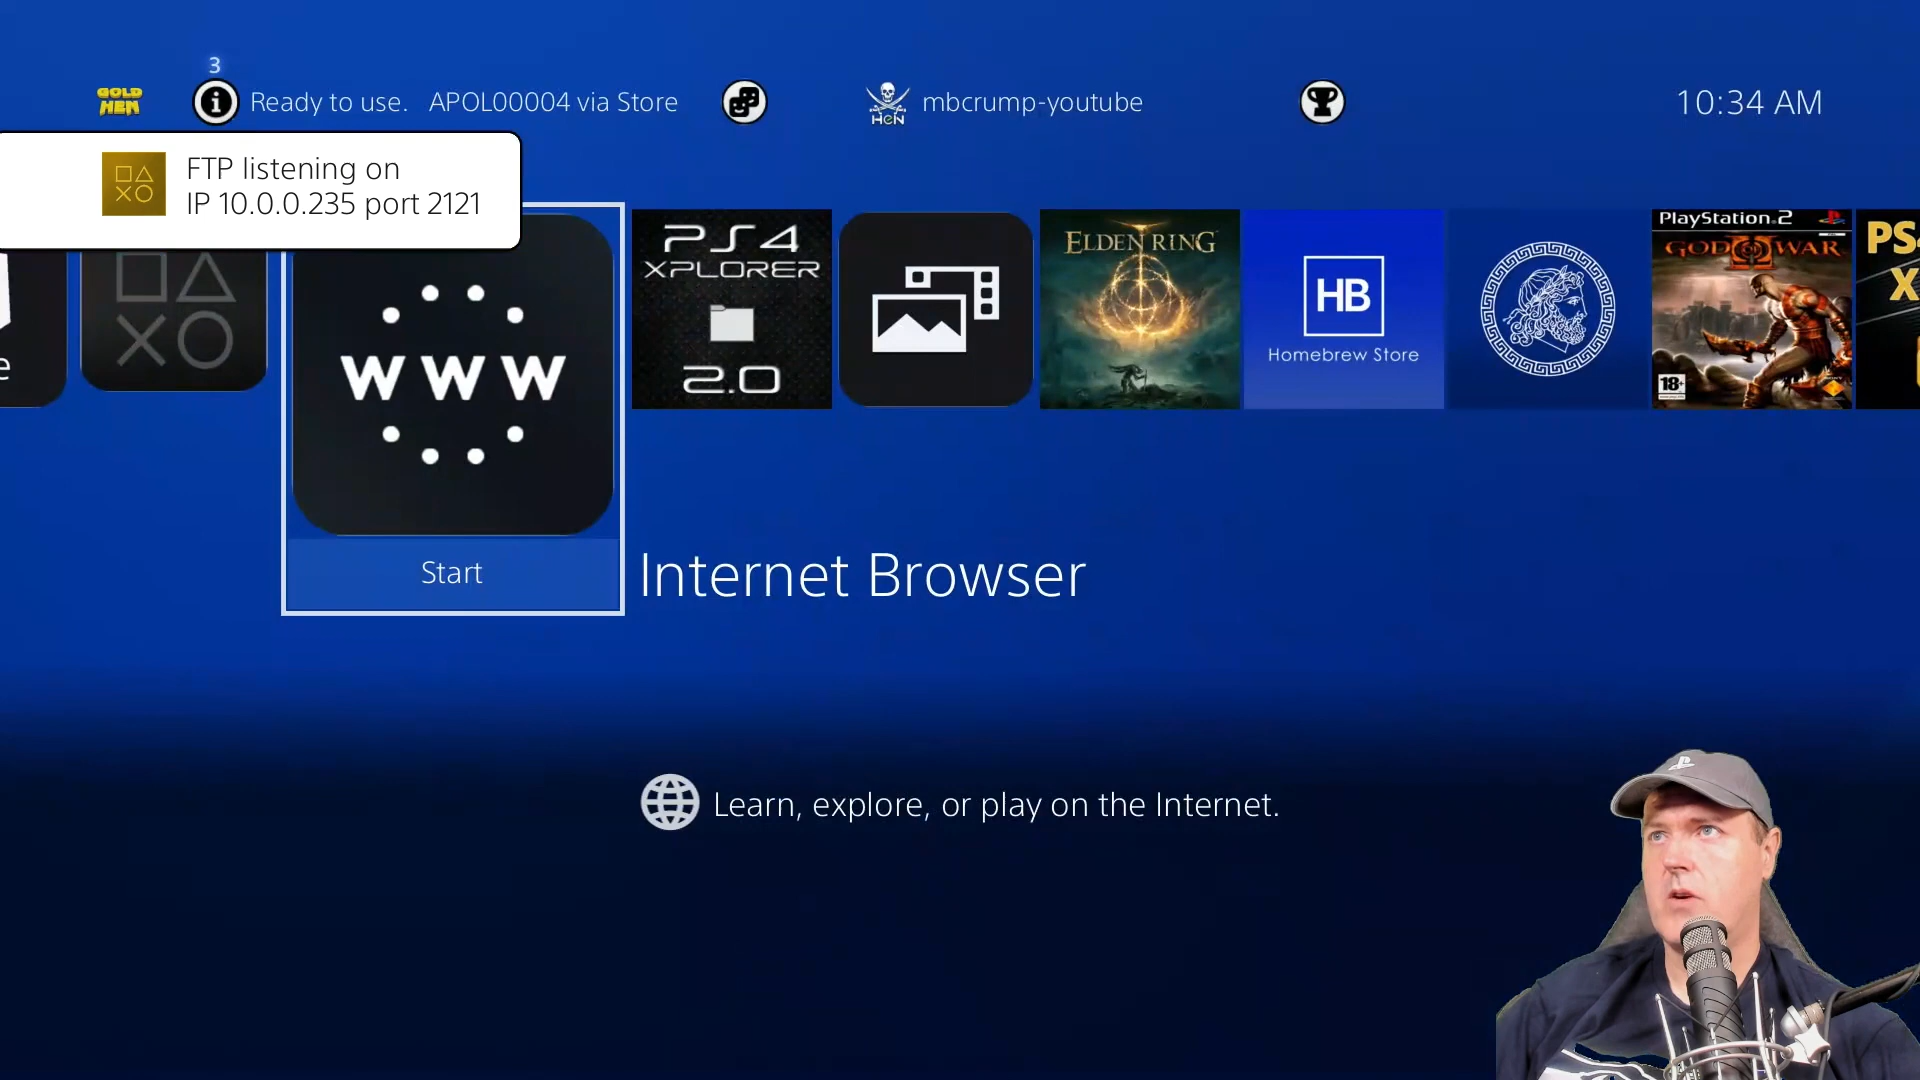 GOLD
HEN
3
Ready to use. APOL00004 via Store
HeN
mbcrump-youtube
10:34 AM
FTP listening on
IP 10.0.0.235 port 2121
e
WWW
Start
Internet Browser
PS4
XPLORER
2.0
ELDEN RING
HB
Homebrew Store
PlayStation 2
GOD OF WAR
II
18+
PS
X
Learn, explore, or play on the Internet.